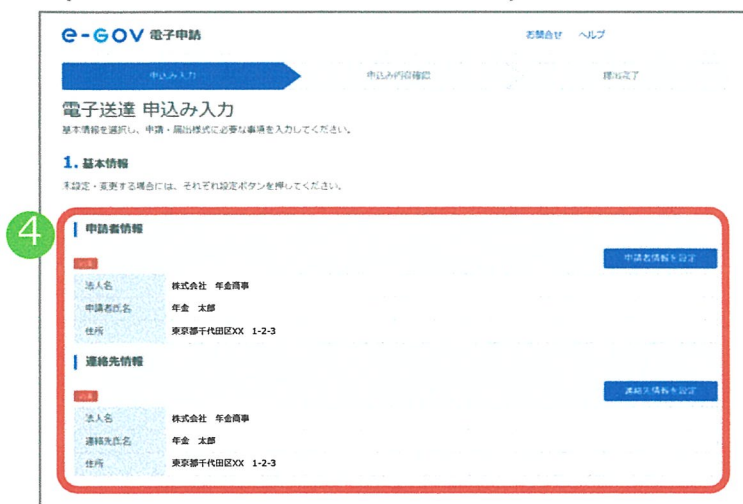 e-GOV 電子申請
お問合せ ヘルプ
申込み入力
申込み内容確認
提出完了
電子送達 申込み入力
基本情報を選択し、申請・届出様式に必要な事項を入力してください。
1. 基本情報
未設定・変更する場合には、それぞれ設定ボタンを押してください。
4
申請者情報
必須
申請者情報を設定
法人名 株式会社 年金商事
申請者氏名 年金 太郎
住所 東京都千代田区XX 1-2-3
連絡先情報
必須
連絡先情報を設定
法人名 株式会社 年金商事
連絡先氏名 年金 太郎
住所 東京都千代田区XX 1-2-3